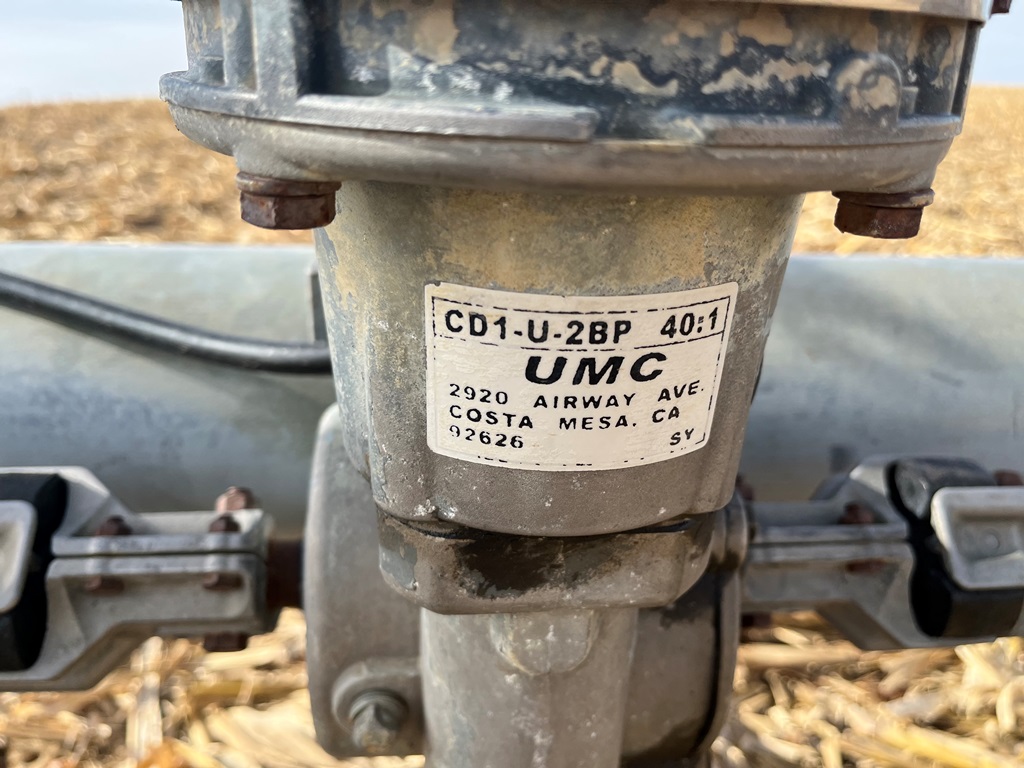 CD1-U-2BP 40:1
UMC
2920 AIRWAY AVE.
COSTA MESA, CA
92626 SY